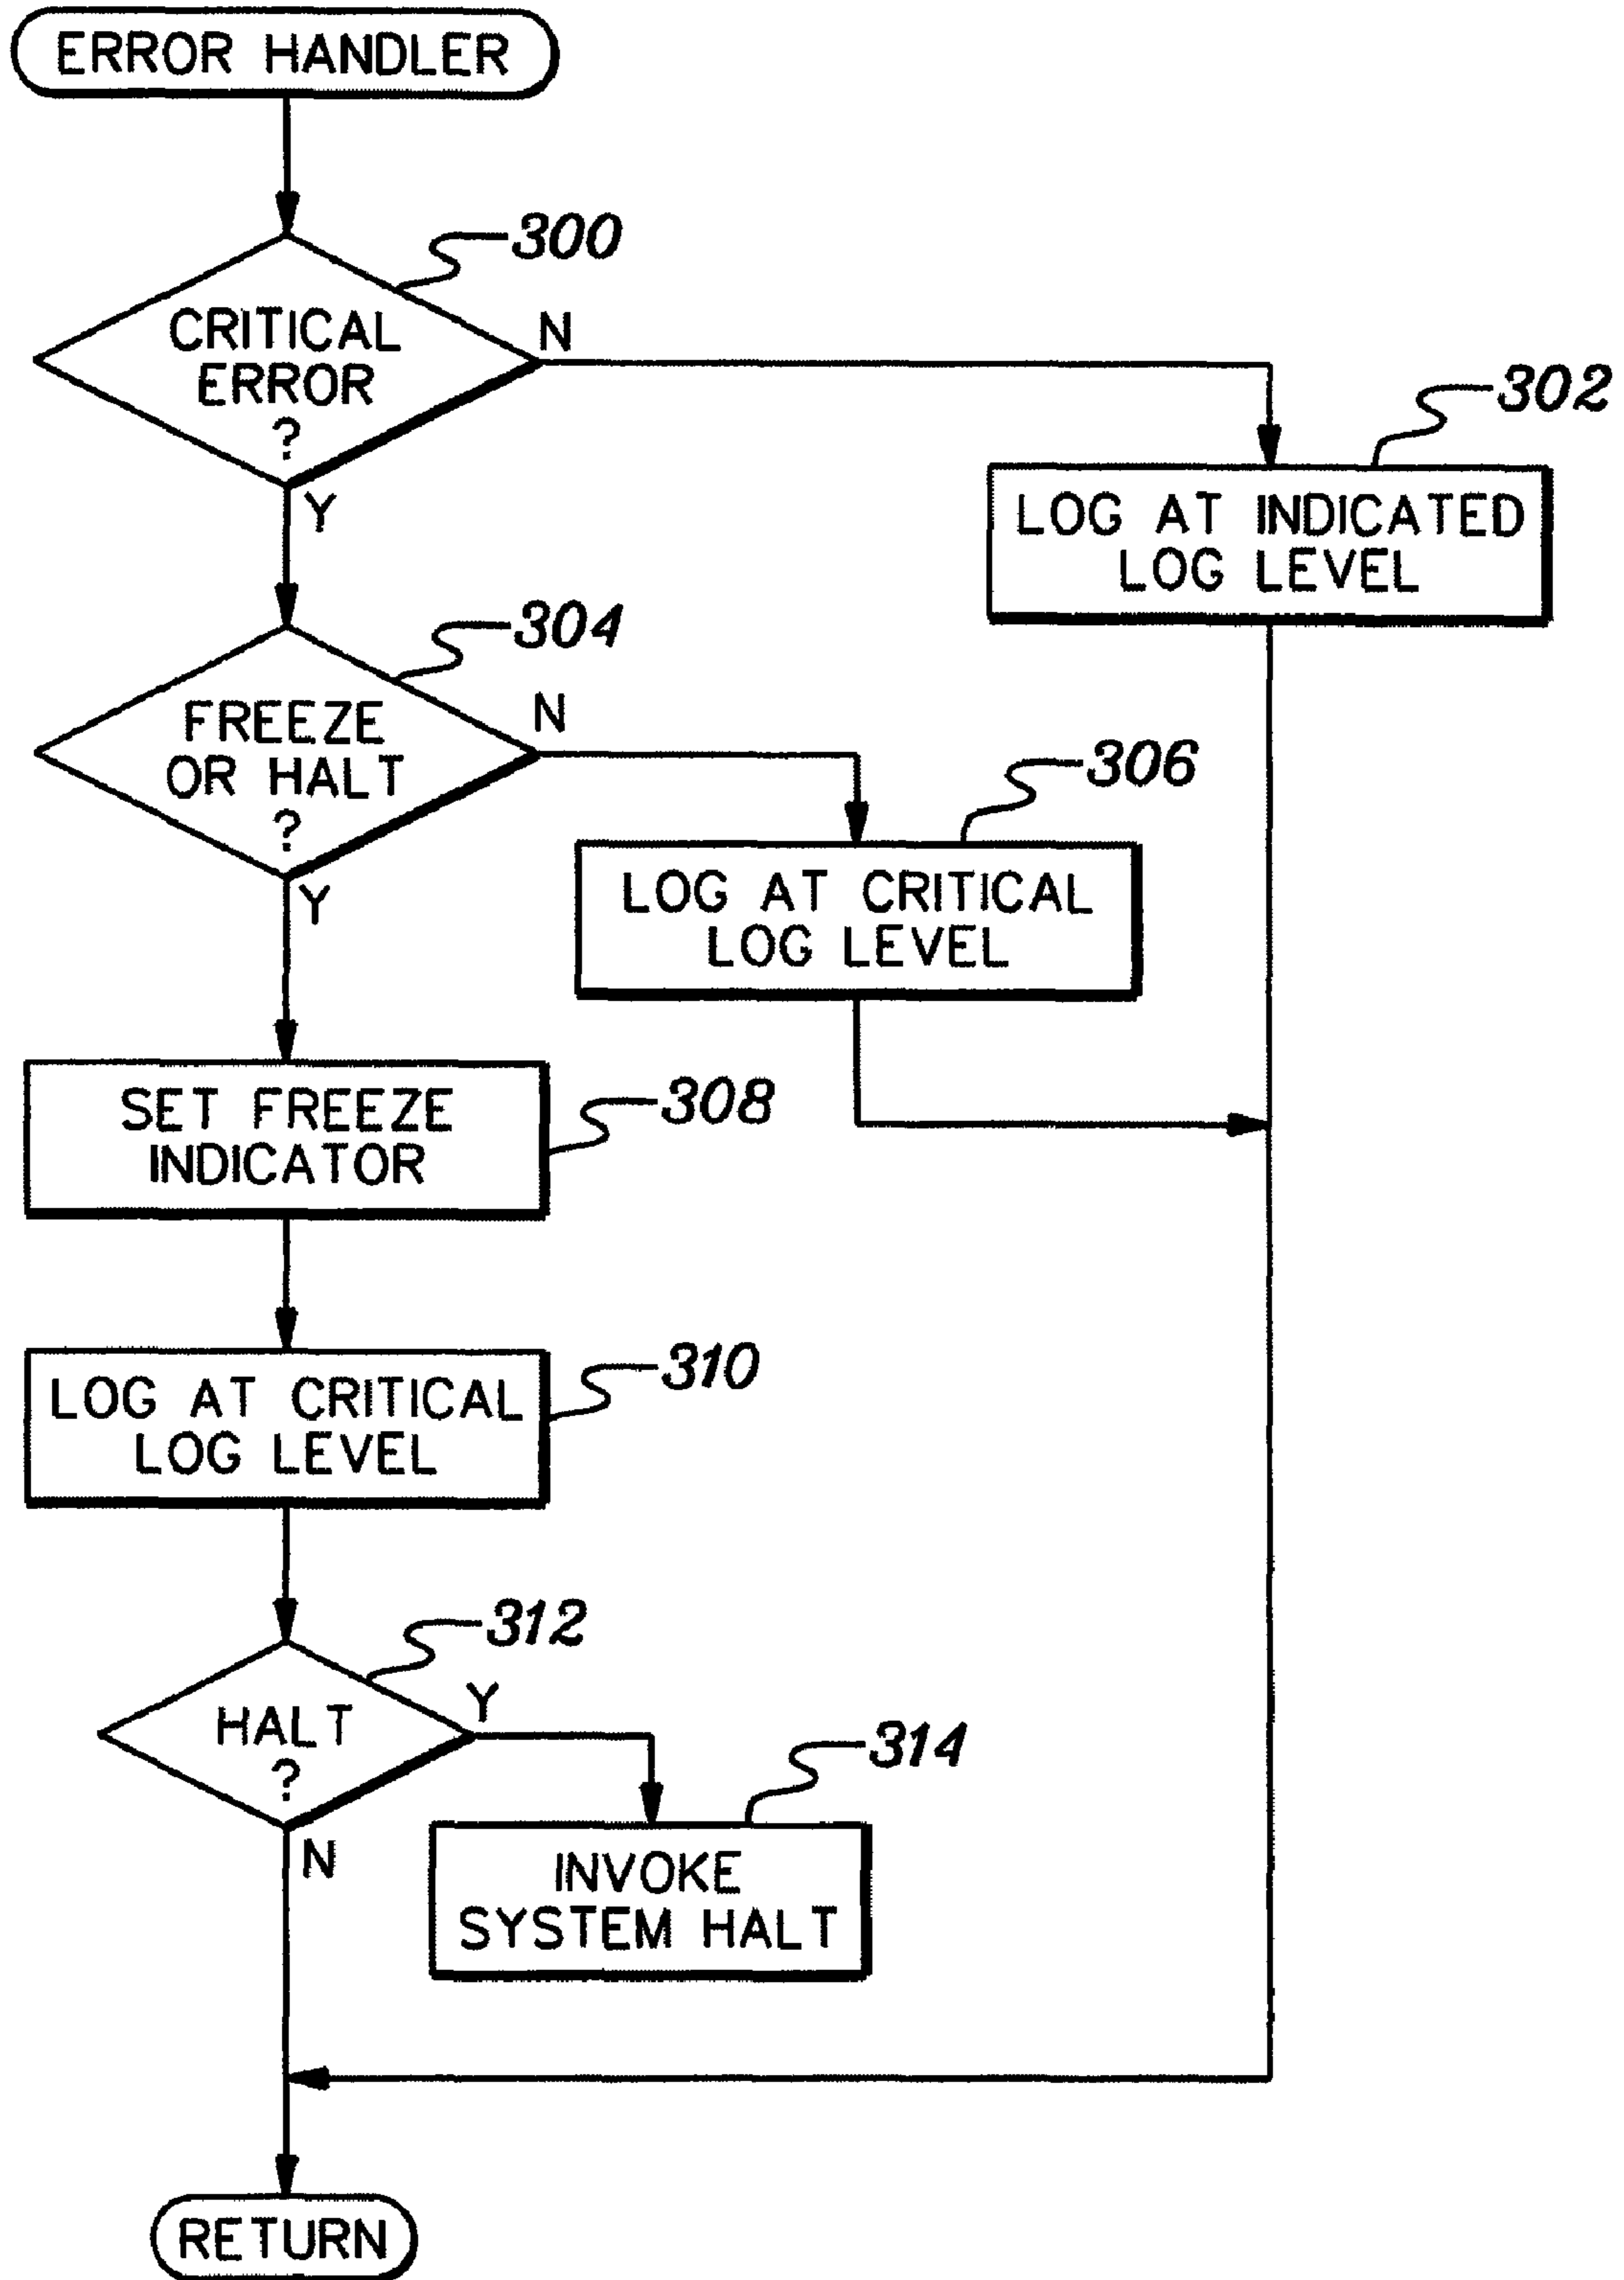 ERROR HANDLER
300
CRITICAL
ERROR
?
N
Y
302
LOG AT INDICATED
LOG LEVEL
304
FREEZE
OR HALT
?
N
Y
306
LOG AT CRITICAL
LOG LEVEL
SET FREEZE
INDICATOR
308
LOG AT CRITICAL
LOG LEVEL
310
312
HALT
?
Y
N
314
INVOKE
SYSTEM HALT
RETURN